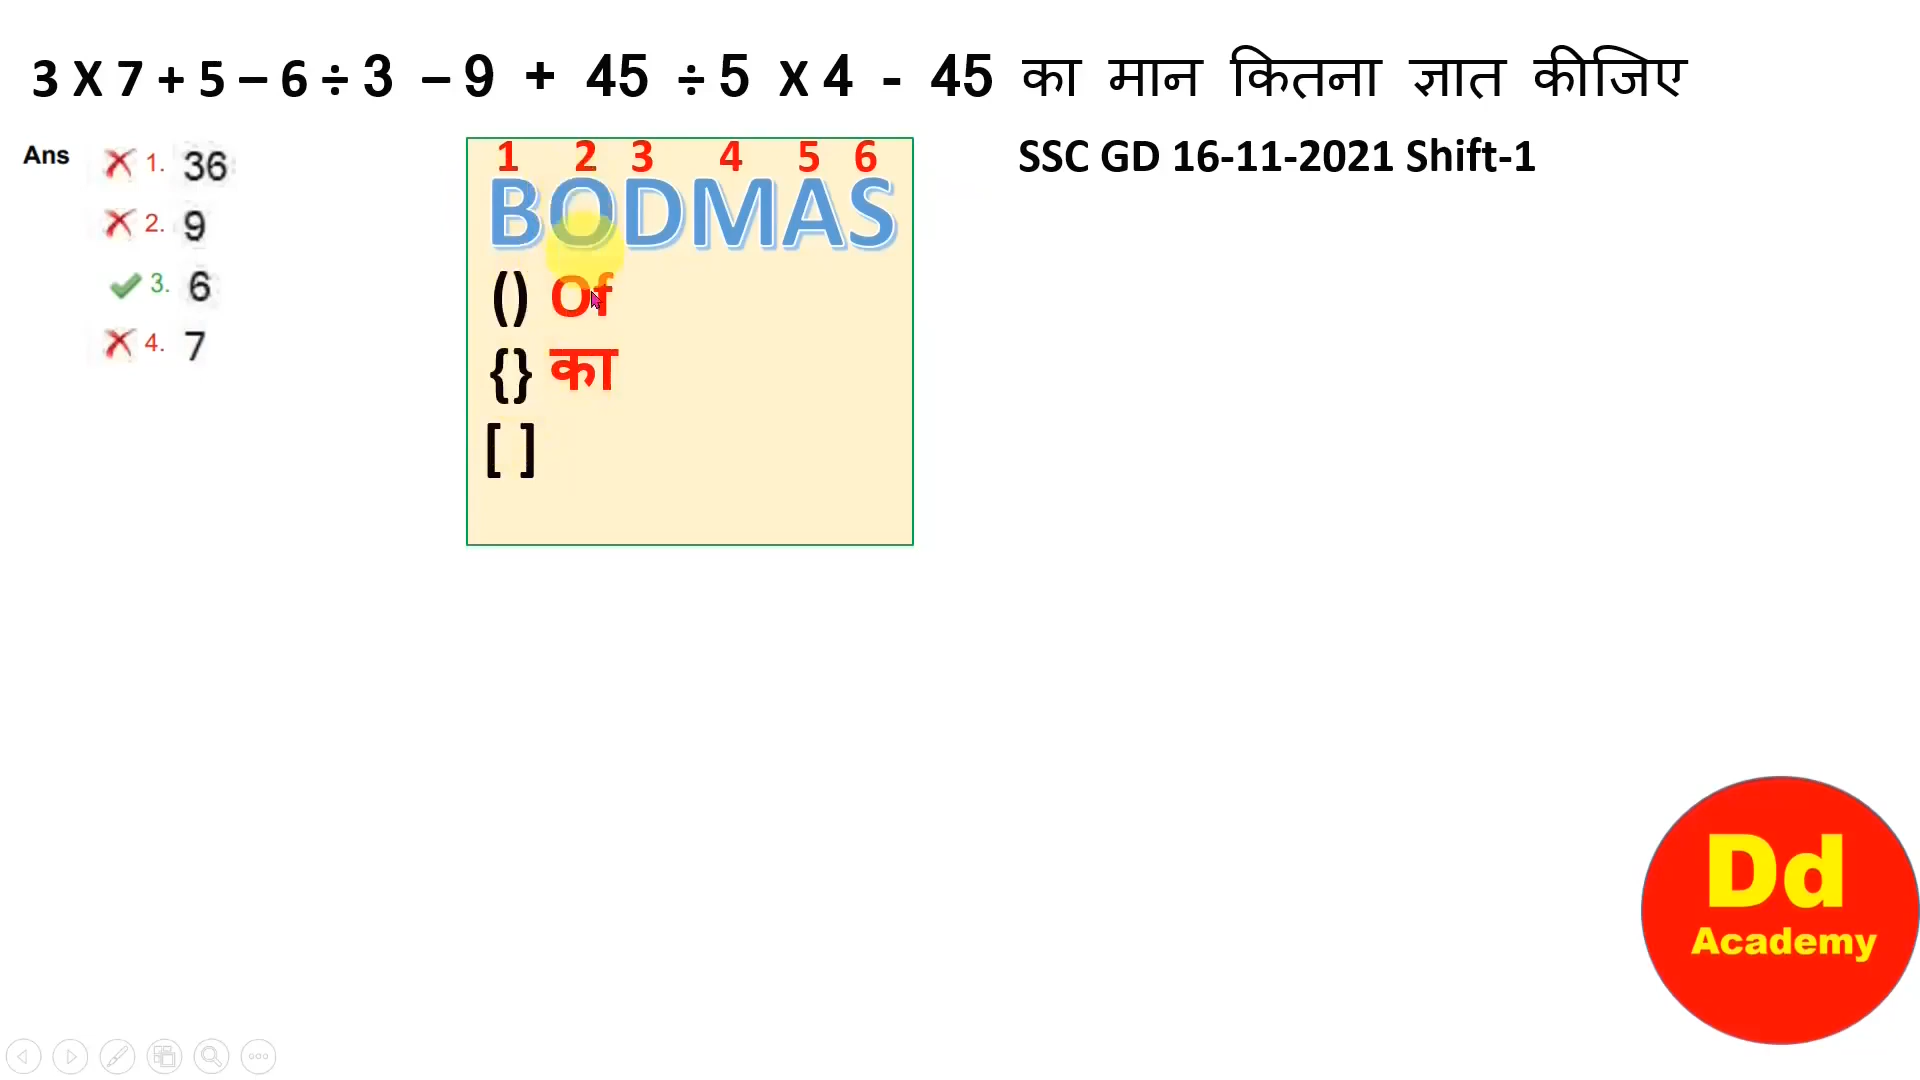 3 X 7 + 5 – 6 ÷ 3 – 9 + 45 ÷ 5 X 4 - 45 का मान कितना ज्ञात कीजिए
SSC GD 16-11-2021 Shift-1
Ans
1. 36
2. 9
3. 6
4. 7
1 2 3 4 5 6
BODMAS
() Of
{} का
[ ]
Dd
Academy